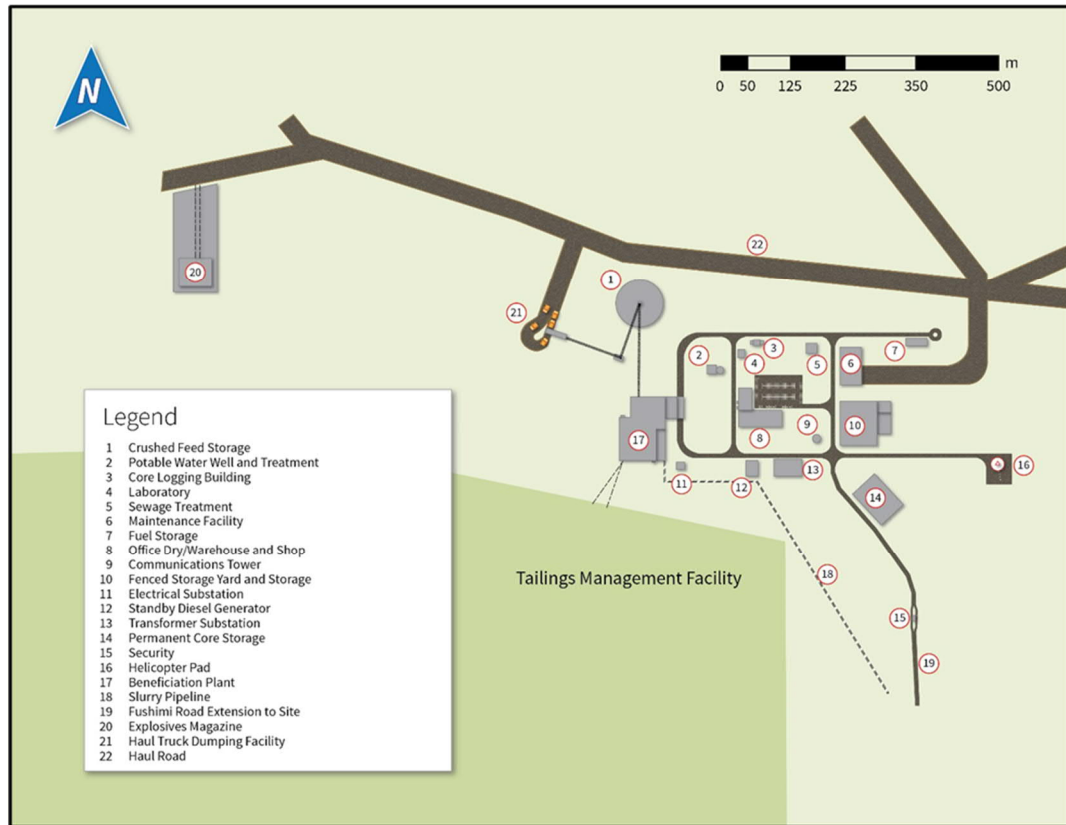 N
m
0 50 125 225 350 500
22
20
1
21
2
3
4
5
6
7
8
9
10
17
16
11
12
13
14
Tailings Management Facility
18
15
19
Legend
1 Crushed Feed Storage
2 Potable Water Well and Treatment
3 Core Logging Building
4 Laboratory
5 Sewage Treatment
6 Maintenance Facility
7 Fuel Storage
8 Office Dry/Warehouse and Shop
9 Communications Tower
10 Fenced Storage Yard and Storage
11 Electrical Substation
12 Standby Diesel Generator
13 Transformer Substation
14 Permanent Core Storage
15 Security
16 Helicopter Pad
17 Beneficiation Plant
18 Slurry Pipeline
19 Fushimi Road Extension to Site
20 Explosives Magazine
21 Haul Truck Dumping Facility
22 Haul Road